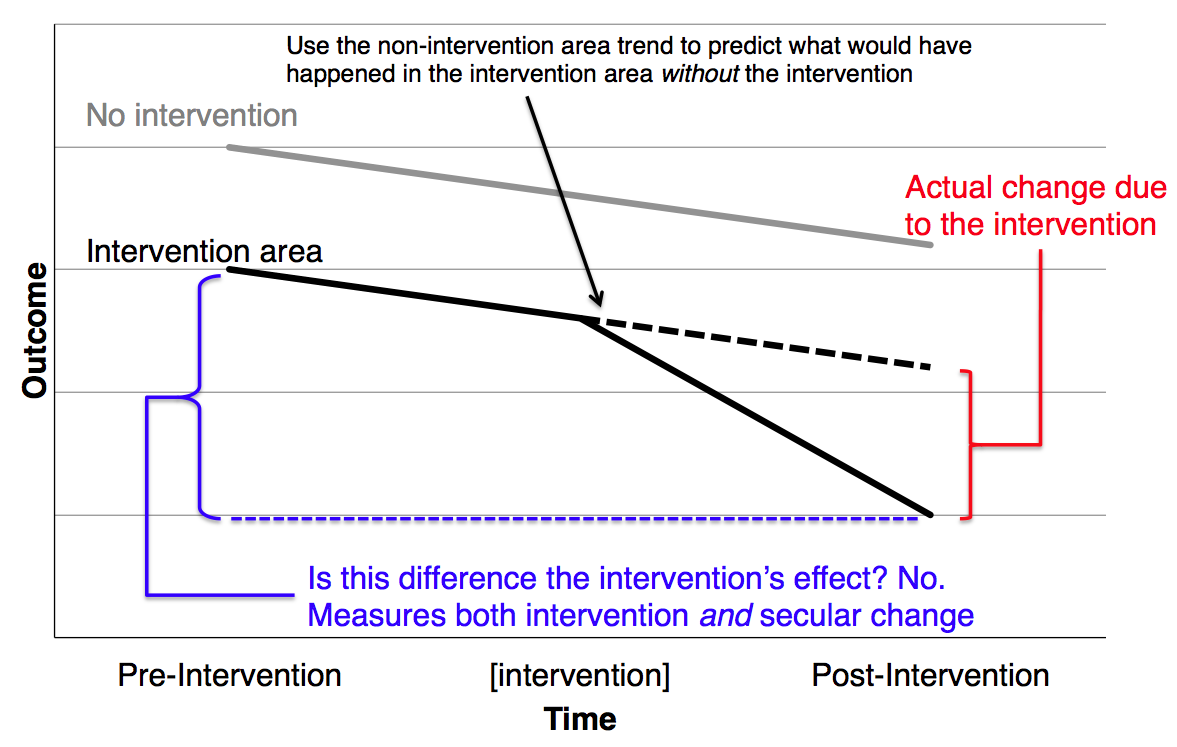 Use the non-intervention area trend to predict what would have
happened in the intervention area without the intervention
No intervention
Actual change due
to the intervention
Intervention area
Outcome
Is this difference the intervention’s effect? No.
Measures both intervention and secular change
Pre-Intervention
[intervention]
Post-Intervention
Time